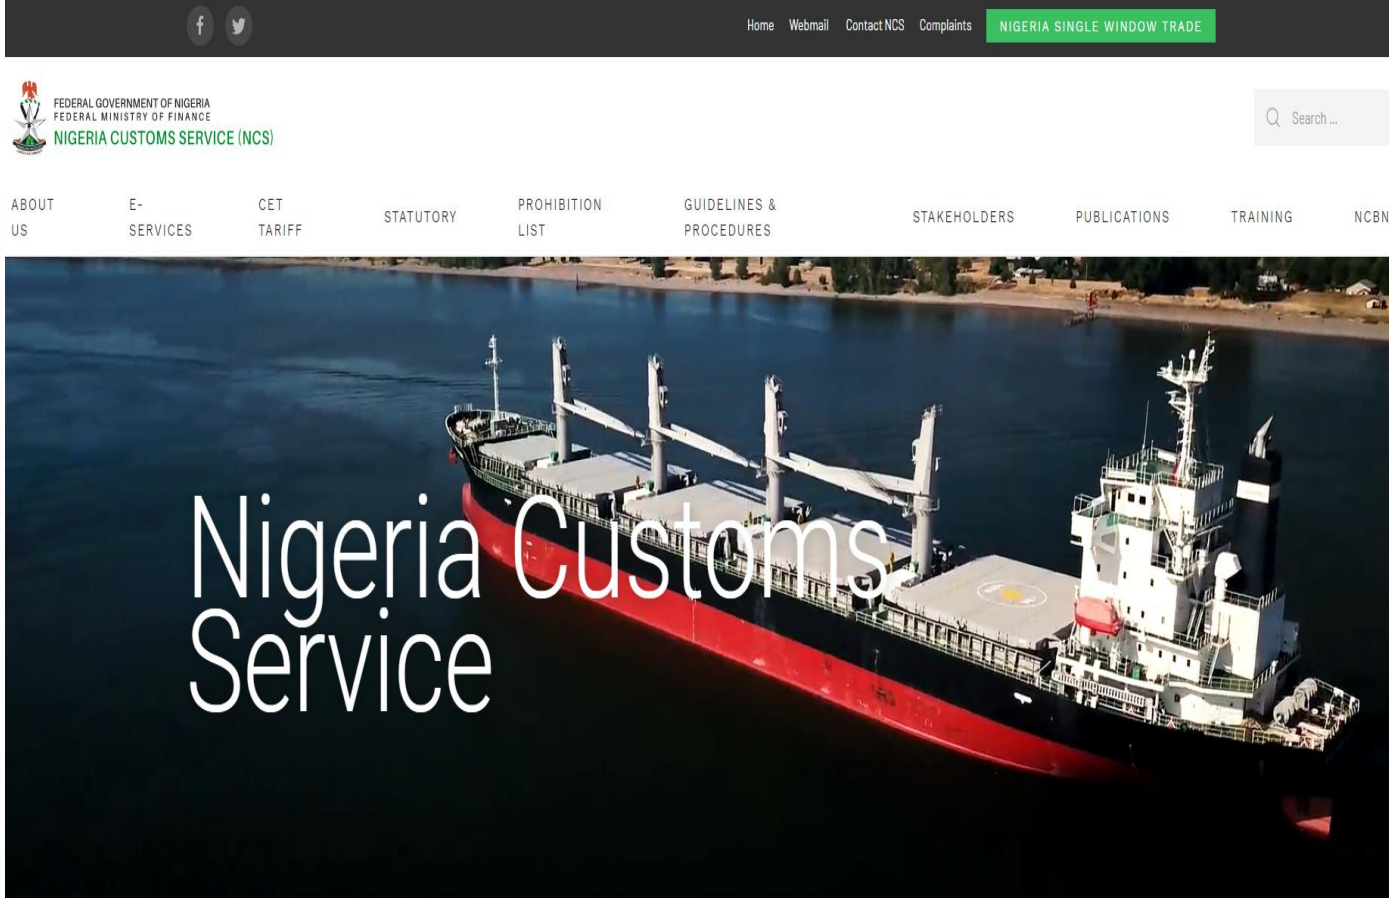 Home Webmail Contact NCS Complaints NIGERIA SINGLE WINDOW TRADE
FEDERAL GOVERNMENT OF NIGERIA
FEDERAL MINISTRY OF FINANCE
NIGERIA CUSTOMS SERVICE (NCS)
Search ...
ABOUT US
E-SERVICES
CET TARIFF
STATUTORY
PROHIBITION LIST
GUIDELINES & PROCEDURES
STAKEHOLDERS
PUBLICATIONS
TRAINING
NCBN
Nigeria Customs
Service